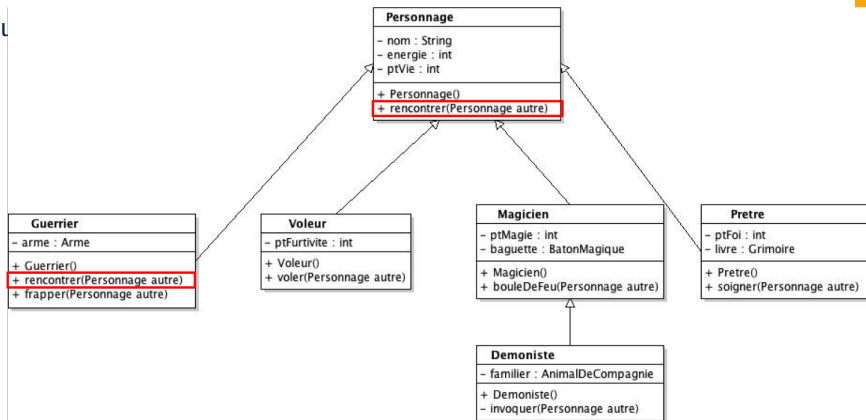 Personnage
- nom : String
- energie : int
- ptVie : int
+ Personnage()
+ rencontrer(Personnage autre)
Guerrier
- arme : Arme
+ Guerrier()
+ rencontrer(Personnage autre)
+ frapper(Personnage autre)
Voleur
- ptFurtivite : int
+ Voleur()
+ voler(Personnage autre)
Magicien
- ptMagie : int
- baguette : BatonMagique
+ Magicien()
+ bouleDeFeu(Personnage autre)
Pretre
- ptFoi : int
- livre : Grimoire
+ Pretre()
+ soigner(Personnage autre)
Demoniste
- familier : AnimalDeCompagnie
+ Demoniste()
- invoquer(Personnage autre)